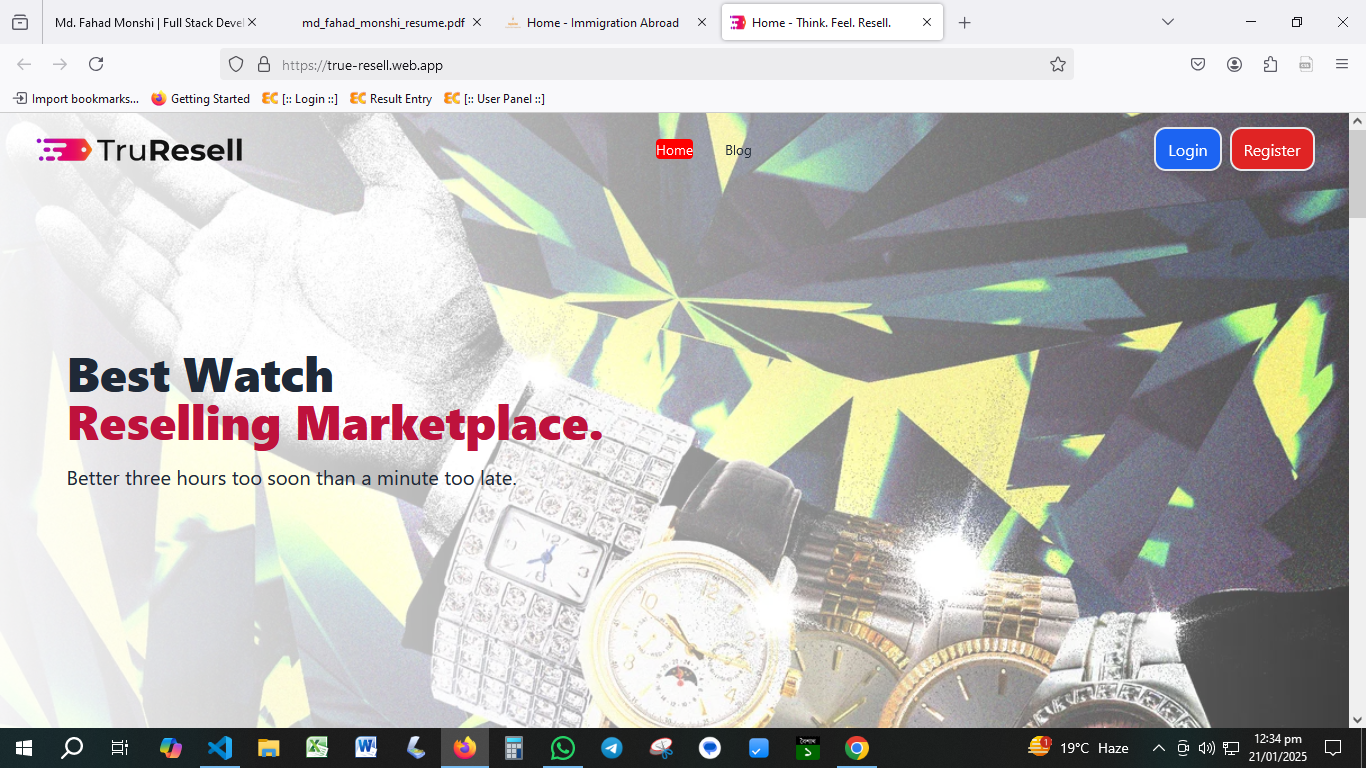 Md. Fahad Monshi | Full Stack Deve
md_fahad_monshi_resume.pdf
Home - Immigration Abroad
Home - Think. Feel. Resell.
https://true-resell.web.app
Import bookmarks...
Getting Started
[:: Login ::]
Result Entry
[:: User Panel ::]
TruResell
Home
Blog
Login
Register
Best Watch
Reselling Marketplace.
Better three hours too soon than a minute too late.
19°C Haze
12:34 pm
21/01/2025